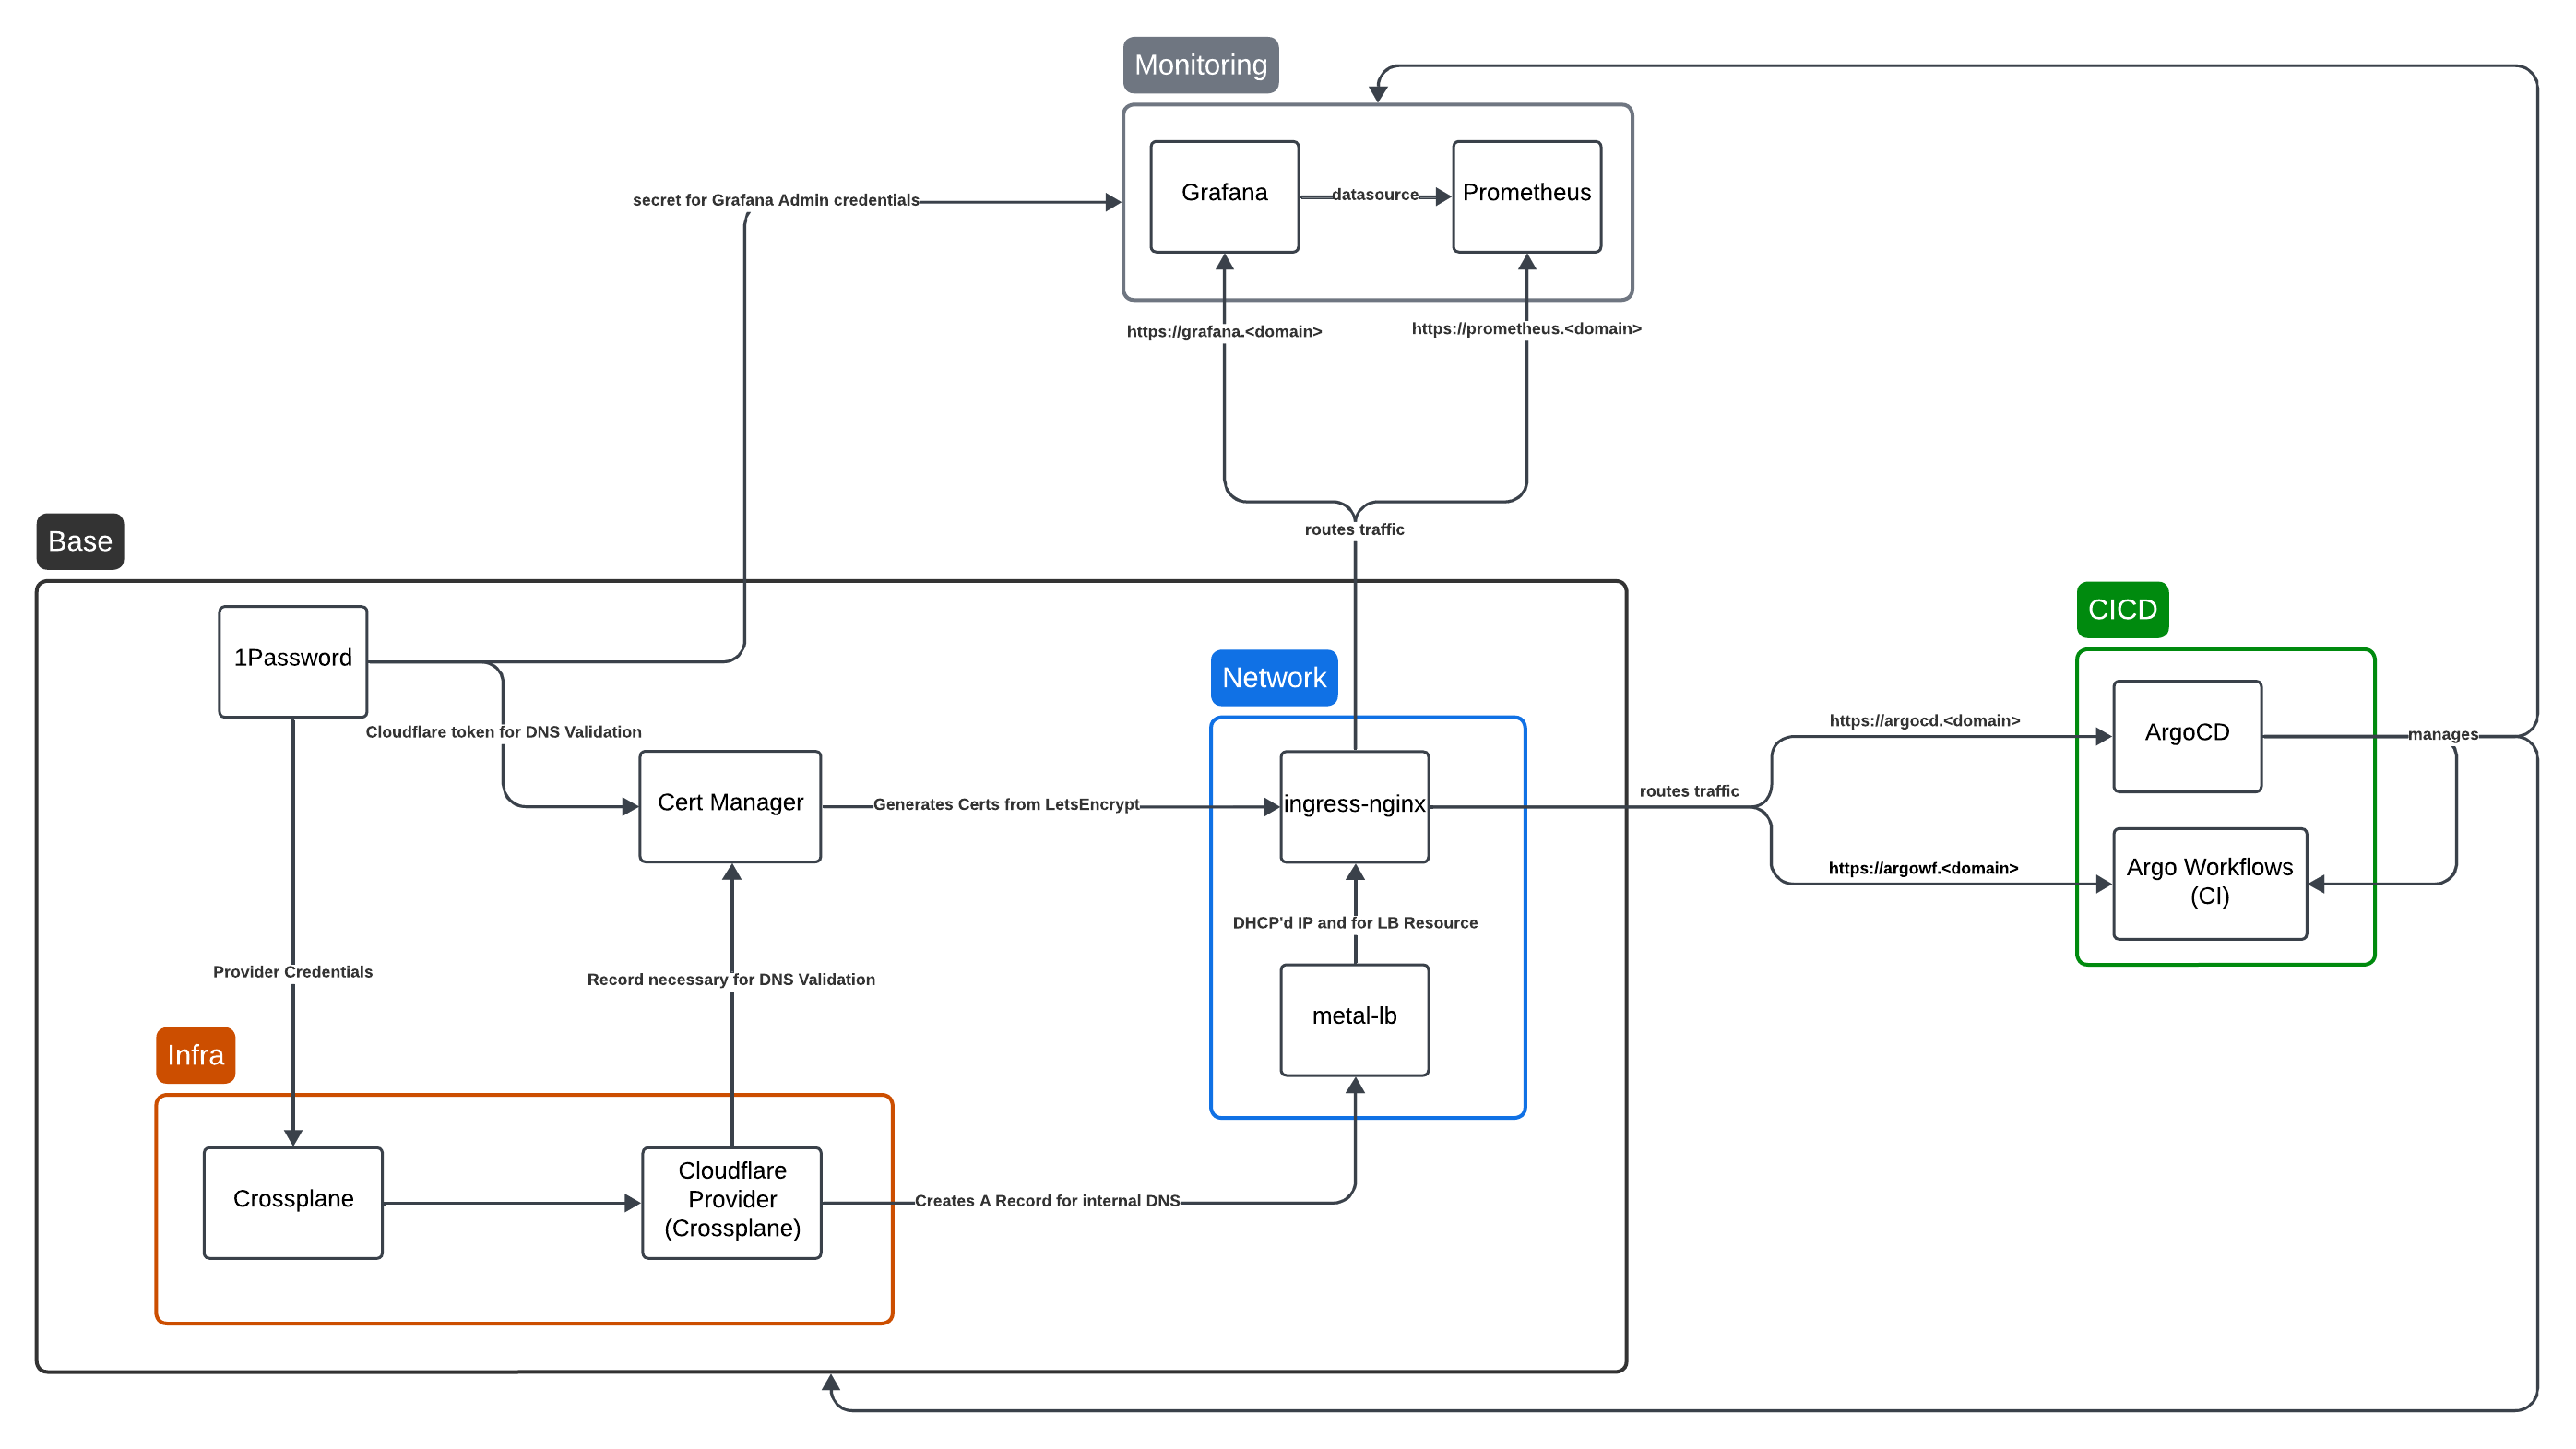 Monitoring
Grafana
datasource
Prometheus
secret for Grafana Admin credentials
https://grafana.<domain>
https://prometheus.<domain>
routes traffic
Base
1Password
Cloudflare token for DNS Validation
Cert Manager
Generates Certs from LetsEncrypt
Network
ingress-nginx
DHCP'd IP and for LB Resource
metal-lb
Provider Credentials
Record necessary for DNS Validation
Infra
Crossplane
Cloudflare
Provider
(Crossplane)
Creates A Record for internal DNS
routes traffic
https://argocd.<domain>
https://argowf.<domain>
CICD
ArgoCD
manages
Argo Workflows
(CI)